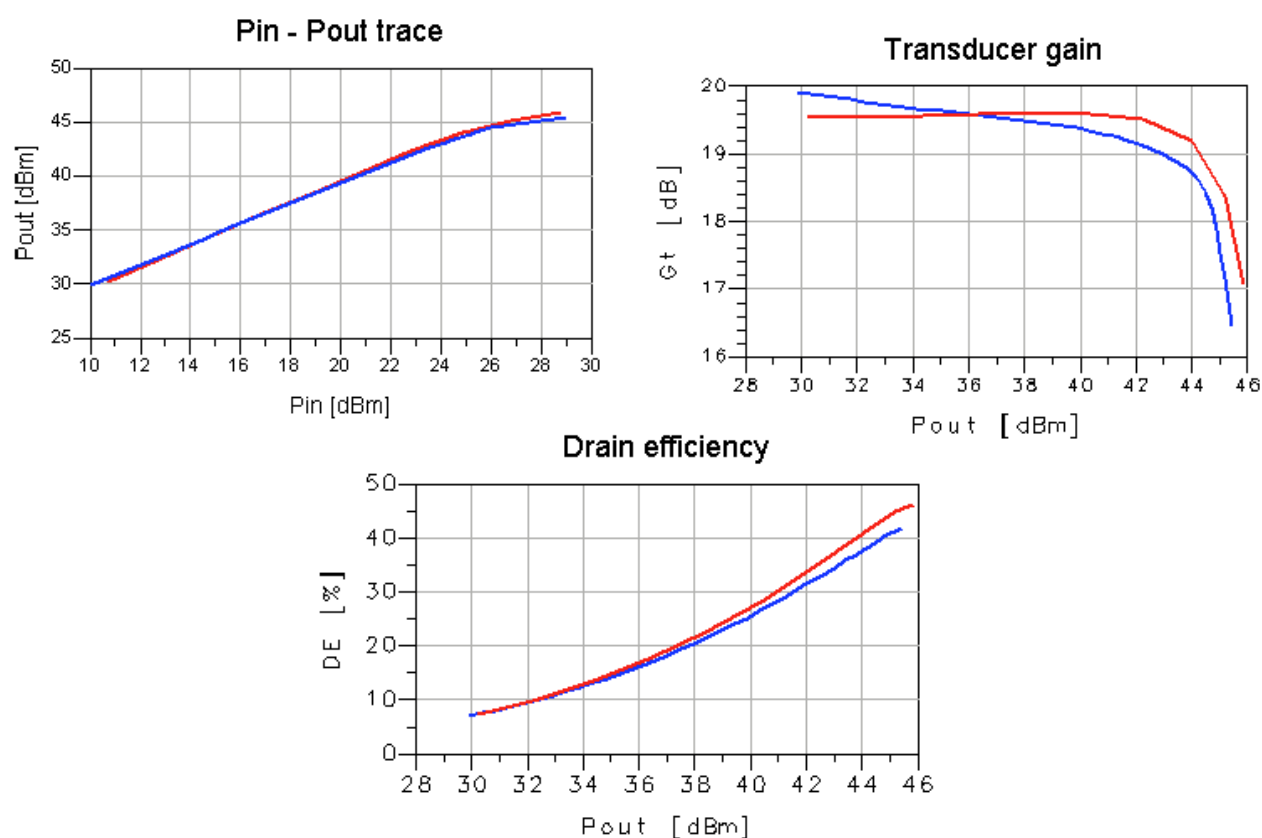 Pin - Pout trace
50
45
40
35
30
25
Pout [dBm]
10 12 14 16 18 20 22 24 26 28 30
Pin [dBm]
Transducer gain
20
19
18
17
16
Gt [dB]
28 30 32 34 36 38 40 42 44 46
Pout [dBm]
Drain efficiency
50
40
30
20
10
0
DE [%]
28 30 32 34 36 38 40 42 44 46
Pout [dBm]